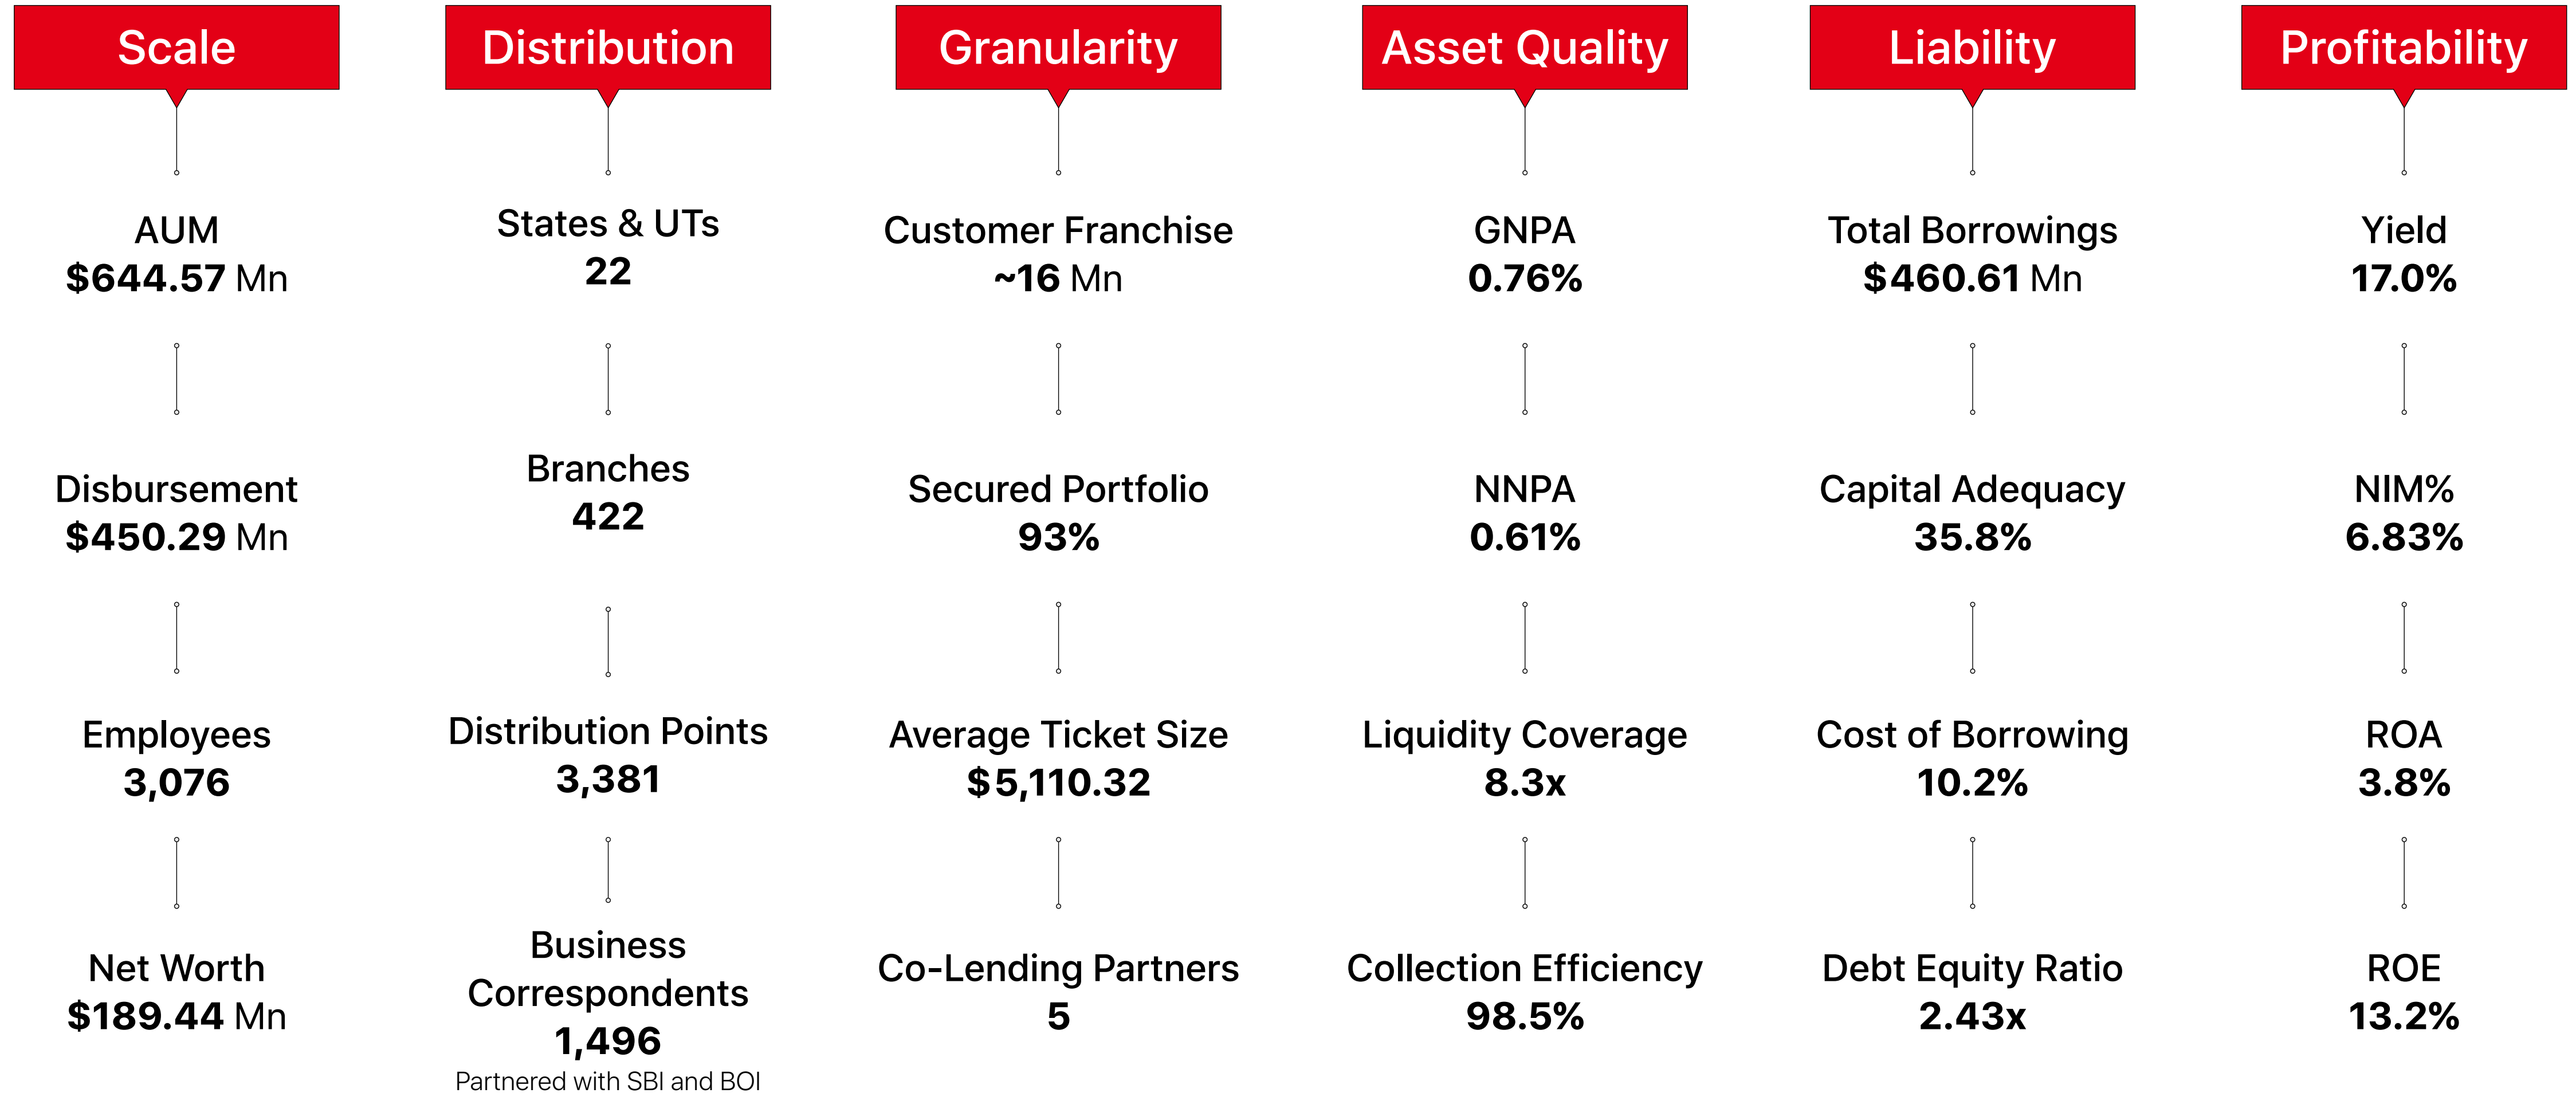 Scale
AUM
$644.57 Mn
Disbursement
$450.29 Mn
Employees
3,076
Net Worth
$189.44 Mn
Distribution
States & UTs
22
Branches
422
Distribution Points
3,381
Business
Correspondents
1,496
Partnered with SBI and BOI
Granularity
Customer Franchise
~16 Mn
Secured Portfolio
93%
Average Ticket Size
$5,110.32
Co-Lending Partners
5
Asset Quality
GNPA
0.76%
NNPA
0.61%
Liquidity Coverage
8.3x
Collection Efficiency
98.5%
Liability
Total Borrowings
$460.61 Mn
Capital Adequacy
35.8%
Cost of Borrowing
10.2%
Debt Equity Ratio
2.43x
Profitability
Yield
17.0%
NIM%
6.83%
ROA
3.8%
ROE
13.2%